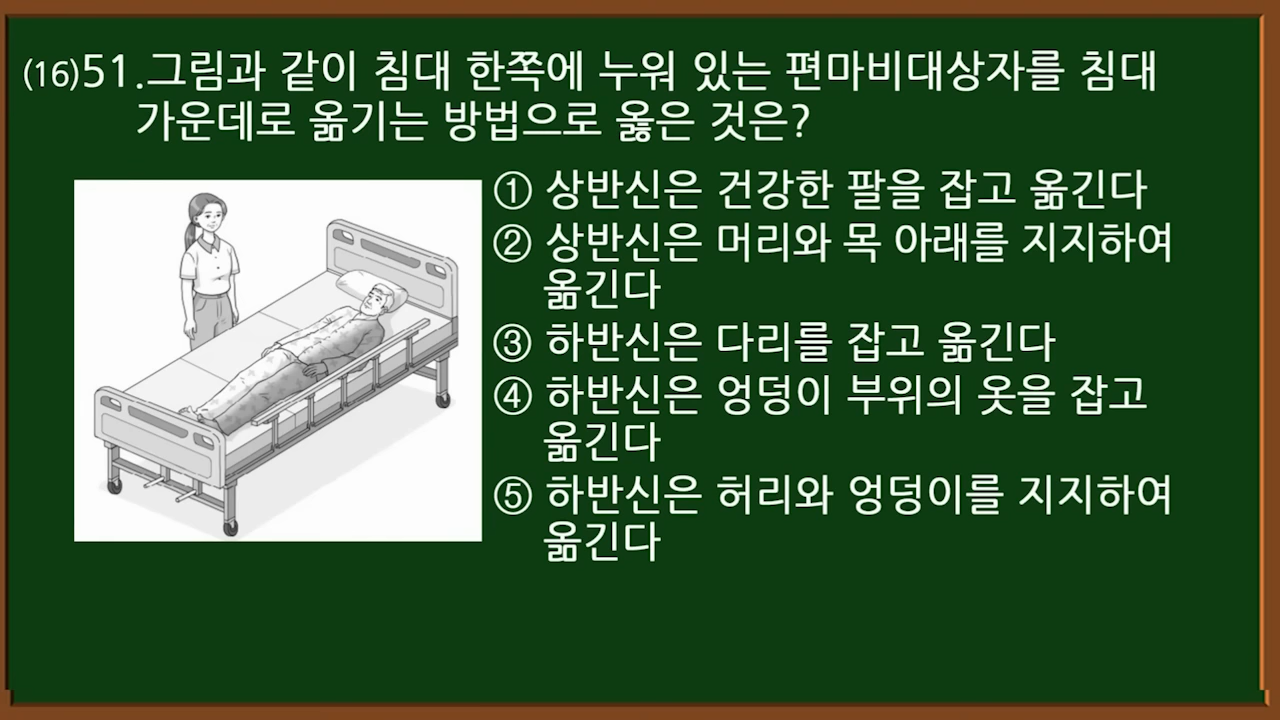 (16)51.그림과 같이 침대 한쪽에 누워 있는 편마비대상자를 침대
가운데로 옮기는 방법으로 옳은 것은?
① 상반신은 건강한 팔을 잡고 옮긴다
② 상반신은 머리와 목 아래를 지지하여
옮긴다
③ 하반신은 다리를 잡고 옮긴다
④ 하반신은 엉덩이 부위의 옷을 잡고
옮긴다
⑤ 하반신은 허리와 엉덩이를 지지하여
옮긴다